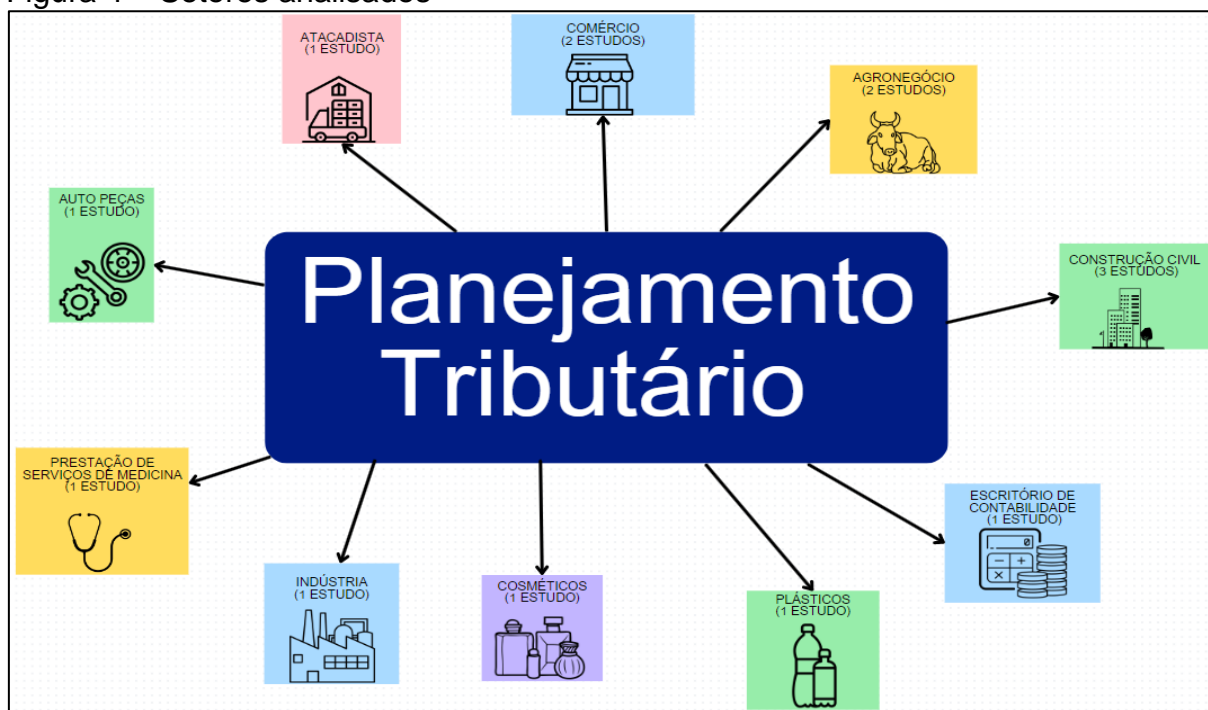 Figura 4 – Setores analisados
ATACADISTA
(1 ESTUDO)
COMÉRCIO
(2 ESTUDOS)
AGRONEGÓCIO
(2 ESTUDOS)
AUTO PEÇAS
(1 ESTUDO)
CONSTRUÇÃO CIVIL
(3 ESTUDOS)
Planejamento
Tributário
PRESTAÇÃO DE
SERVIÇOS DE MEDICINA
(1 ESTUDO)
ESCRITÓRIO DE
CONTABILIDADE
(1 ESTUDO)
0
INDÚSTRIA
(1 ESTUDO)
COSMÉTICOS
(1 ESTUDO)
PLÁSTICOS
(1 ESTUDO)